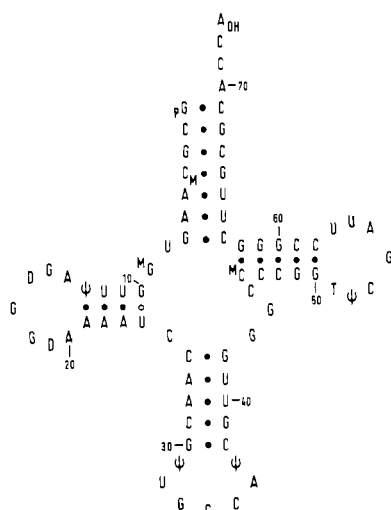 A OH
C
C
A –70
pG • C
C • G
G • C
C • G
M
A • U
A • U
G • C
U
60
G G G C C U U A
M G
10
G D G A Ψ U U G
M C C C G G T Ψ C
C 50
G
G D G A A A A U
20
G
C G
C • G
A • U
A • U –40
C • G
30– G • C
Ψ Ψ
U A
G C C